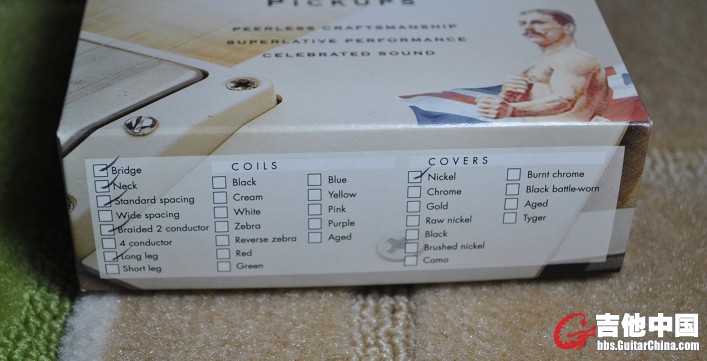 PICKUPS
PEERLESS CRAFTSMANSHIP
SUPERLATIVE PERFORMANCE
CELEBRATED SOUND
Bridge
Neck
Standard spacing
Wide spacing
Braided 2 conductor
4 conductor
Long leg
Short leg
COILS
Black
Cream
White
Zebra
Reverse zebra
Red
Green
Blue
Yellow
Pink
Purple
Aged
COVERS
Nickel
Chrome
Gold
Raw nickel
Black
Brushed nickel
Camo
Burnt chrome
Black battle-worn
Aged
Tyger
吉他中国
bbs.GuitarChina.com